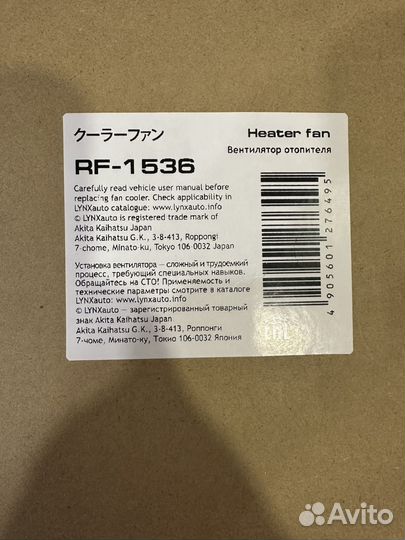 クーラーファン
Heater fan
Вентилятор отопителя
RF-1536
Carefully read vehicle user manual before
replacing fan cooler. Check applicability in
LYNXauto catalogue: www.lynxauto.info
© LYNXauto is registered trade mark of
Akita Kaihatsu Japan
Akita Kaihatsu G.K., 3-8-413, Roppongi
7-chome, Minato-ku, Tokyo 106-0032 Japan
Установка вентилятора — сложный и трудоёмкий
процесс, требующий специальных навыков.
Обращайтесь на СТО! Применяемость и
технические параметры смотрите в каталоге
LYNXauto: www.lynxauto.info
© LYNXauto — зарегистрированный товарный
знак Akita Kaihatsu Japan
Akita Kaihatsu G.K., 3-8-413, Роппонги
7-чоме, Минато-ку, Токио 106-0032 Япония
4 905601 276495
EAC
Avito